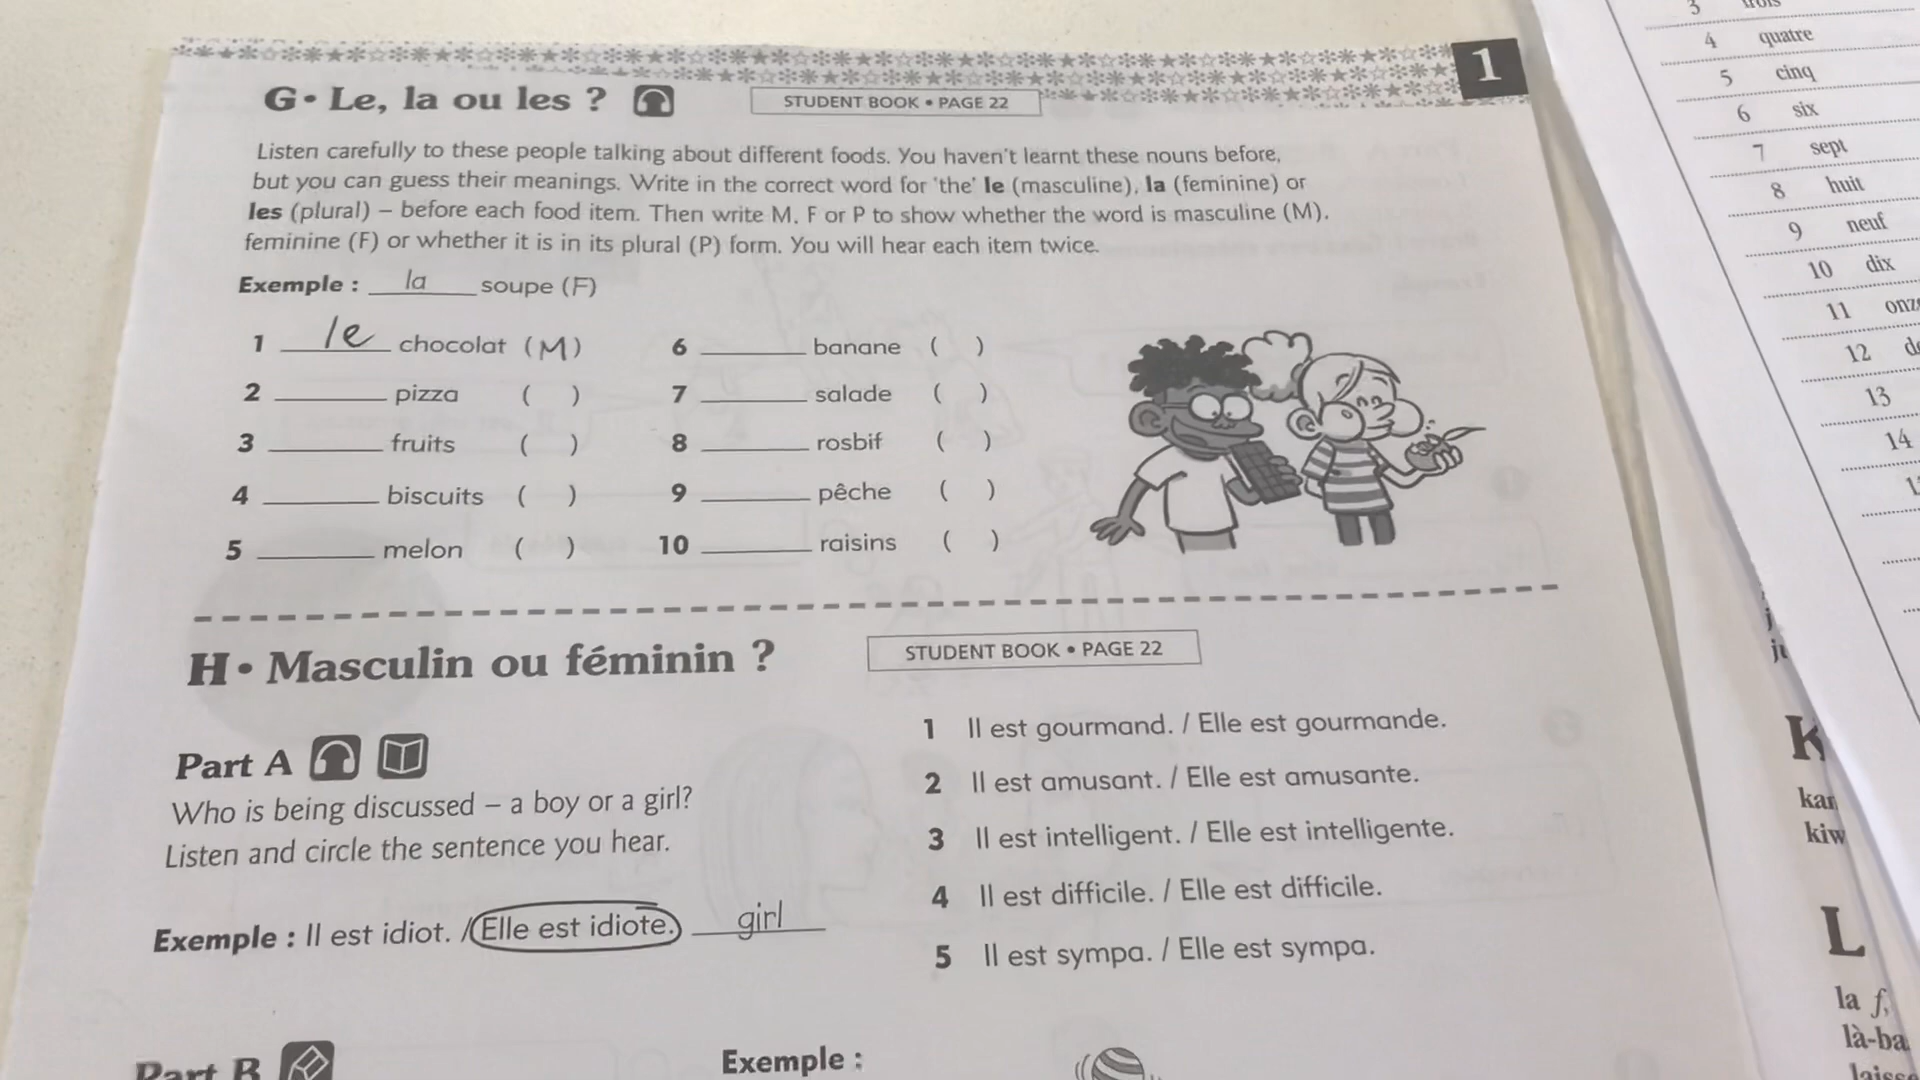 1
G • Le, la ou les ?
STUDENT BOOK • PAGE 22
Listen carefully to these people talking about different foods. You haven't learnt these nouns before,
but you can guess their meanings. Write in the correct word for 'the' le (masculine), la (feminine) or
les (plural) – before each food item. Then write M, F or P to show whether the word is masculine (M),
feminine (F) or whether it is in its plural (P) form. You will hear each item twice.
Exemple : la soupe (F)
1 le chocolat (M)
2 pizza ( )
3 fruits ( )
4 biscuits ( )
5 melon ( )
6 banane ( )
7 salade ( )
8 rosbif ( )
9 pêche ( )
10 raisins ( )
H • Masculin ou féminin ?
STUDENT BOOK • PAGE 22
Part A
Who is being discussed – a boy or a girl?
Listen and circle the sentence you hear.
Exemple : Il est idiot. / Elle est idiote. girl
1 Il est gourmand. / Elle est gourmande.
2 Il est amusant. / Elle est amusante.
3 Il est intelligent. / Elle est intelligente.
4 Il est difficile. / Elle est difficile.
5 Il est sympa. / Elle est sympa.
Part B
Exemple :
3 trois
4 quatre
5 cinq
6 six
7 sept
8 huit
9 neuf
10 dix
11
12
13
14
K
L
la f,